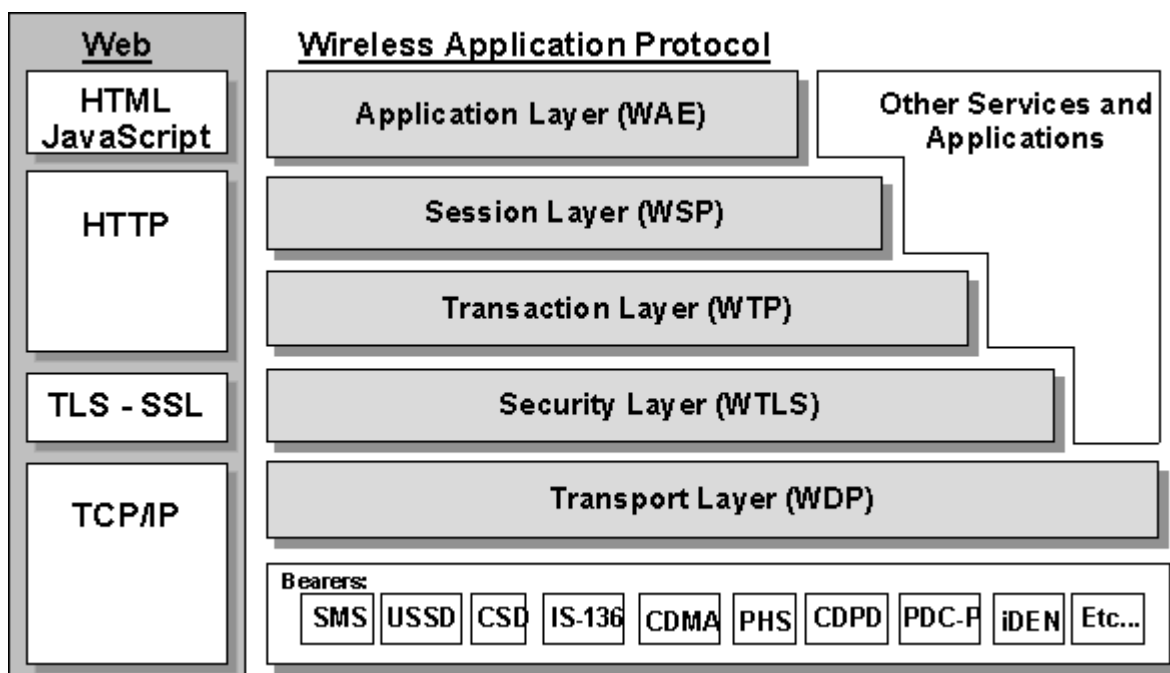 Web
HTML
JavaScript
HTTP
TLS - SSL
TCP/IP
Wireless Application Protocol
Application Layer (WAE)
Session Layer (WSP)
Transaction Layer (WTP)
Security Layer (WTLS)
Transport Layer (WDP)
Other Services and
Applications
Bearers:
SMS USSD CSD IS-136 CDMA PHS CDPD PDC-P iDEN Etc...